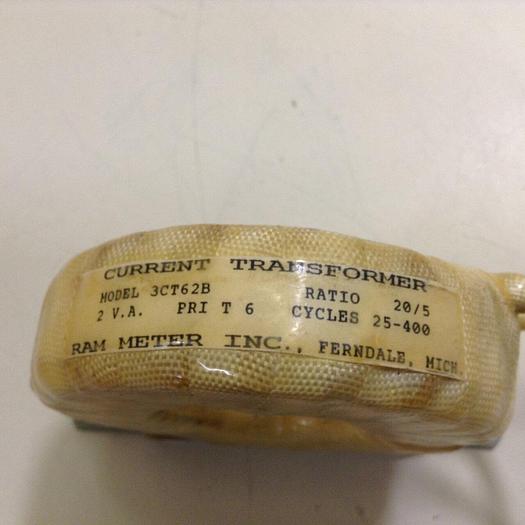 CURRENT TRANSFORMER
MODEL 3CT62B RATIO 20/5
2 V.A. PRI T 6 CYCLES 25-400
RAM METER INC., FERNDALE, MICH.